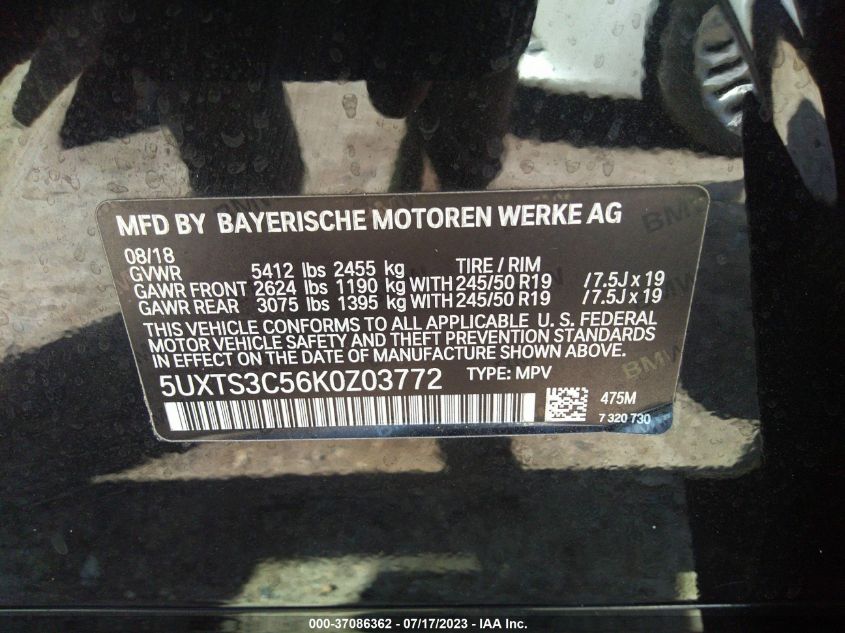 MFD BY BAYERISCHE MOTOREN WERKE AG
08/18
GVWR 5412 lbs 2455 kg TIRE / RIM
GAWR FRONT 2624 lbs 1190 kg WITH 245/50 R19 / 7.5J x 19
GAWR REAR 3075 lbs 1395 kg WITH 245/50 R19 / 7.5J x 19
THIS VEHICLE CONFORMS TO ALL APPLICABLE U. S. FEDERAL
MOTOR VEHICLE SAFETY AND THEFT PREVENTION STANDARDS
IN EFFECT ON THE DATE OF MANUFACTURE SHOWN ABOVE.
5UXTS3C56K0Z03772 TYPE: MPV
475M
7 320 730
BMW
BMW
000-37086362 - 07/17/2023 - IAA Inc.